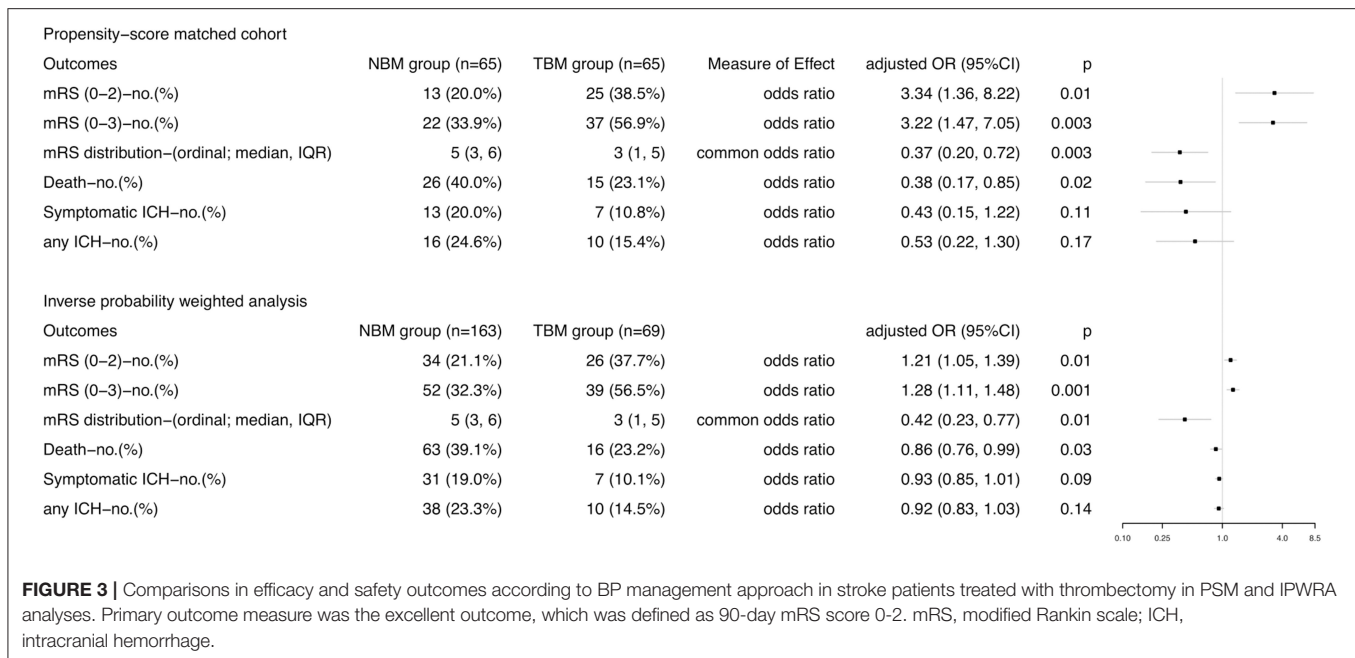 Propensity−score matched cohort
Outcomes NBM group (n=65) TBM group (n=65) Measure of Effect adjusted OR (95%CI) p
mRS (0−2)−no.(%) 13 (20.0%) 25 (38.5%) odds ratio 3.34 (1.36, 8.22) 0.01
mRS (0−3)−no.(%) 22 (33.9%) 37 (56.9%) odds ratio 3.22 (1.47, 7.05) 0.003
mRS distribution−(ordinal; median, IQR) 5 (3, 6) 3 (1, 5) common odds ratio 0.37 (0.20, 0.72) 0.003
Death−no.(%) 26 (40.0%) 15 (23.1%) odds ratio 0.38 (0.17, 0.85) 0.02
Symptomatic ICH−no.(%) 13 (20.0%) 7 (10.8%) odds ratio 0.43 (0.15, 1.22) 0.11
any ICH−no.(%) 16 (24.6%) 10 (15.4%) odds ratio 0.53 (0.22, 1.30) 0.17
Inverse probability weighted analysis
Outcomes NBM group (n=163) TBM group (n=69) adjusted OR (95%CI) p
mRS (0−2)−no.(%) 34 (21.1%) 26 (37.7%) odds ratio 1.21 (1.05, 1.39) 0.01
mRS (0−3)−no.(%) 52 (32.3%) 39 (56.5%) odds ratio 1.28 (1.11, 1.48) 0.001
mRS distribution−(ordinal; median, IQR) 5 (3, 6) 3 (1, 5) common odds ratio 0.42 (0.23, 0.77) 0.01
Death−no.(%) 63 (39.1%) 16 (23.2%) odds ratio 0.86 (0.76, 0.99) 0.03
Symptomatic ICH−no.(%) 31 (19.0%) 7 (10.1%) odds ratio 0.93 (0.85, 1.01) 0.09
any ICH−no.(%) 38 (23.3%) 10 (14.5%) odds ratio 0.92 (0.83, 1.03) 0.14
0.10 0.25 1.0 4.0 8.5
FIGURE 3 | Comparisons in efficacy and safety outcomes according to BP management approach in stroke patients treated with thrombectomy in PSM and IPWRA
analyses. Primary outcome measure was the excellent outcome, which was defined as 90-day mRS score 0-2. mRS, modified Rankin scale; ICH,
intracranial hemorrhage.